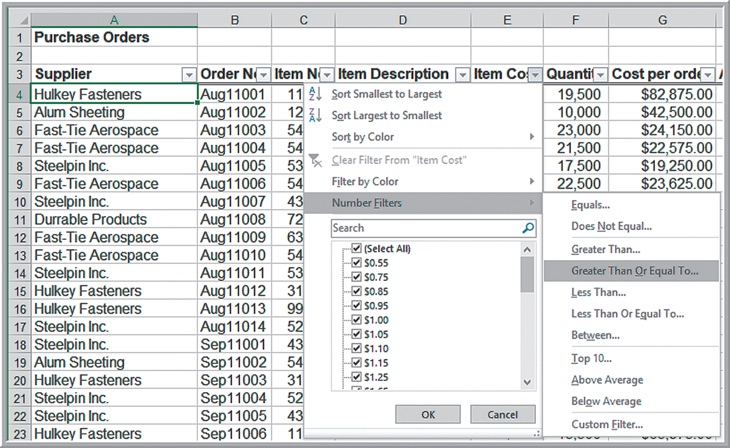 A B C D E F G
1 Purchase Orders
2
3 Supplier Order No Item No Item Description Item Cos Quantit Cost per orde
4 Hulkey Fasteners Aug11001 11 19,500 $82,875.00
5 Alum Sheeting Aug11002 12 10,000 $42,500.00
6 Fast-Tie Aerospace Aug11003 54 23,000 $24,150.00
7 Fast-Tie Aerospace Aug11004 54 21,500 $22,575.00
8 Steelpin Inc. Aug11005 53 17,500 $19,250.00
9 Fast-Tie Aerospace Aug11006 54 22,500 $23,625.00
10 Steelpin Inc. Aug11007 43
11 Durrable Products Aug11008 72
12 Fast-Tie Aerospace Aug11009 63
13 Fast-Tie Aerospace Aug11010 54
14 Steelpin Inc. Aug11011 53
15 Hulkey Fasteners Aug11012 31
16 Hulkey Fasteners Aug11013 99
17 Steelpin Inc. Aug11014 52
18 Steelpin Inc. Sep11001 43
19 Alum Sheeting Sep11002 54
20 Hulkey Fasteners Sep11003 31
21 Steelpin Inc. Sep11004 52
22 Steelpin Inc. Sep11005 43
23 Hulkey Fasteners Sep11006 11
Sort Smallest to Largest
Sort Largest to Smallest
Sort by Color
Clear Filter From "Item Cost"
Filter by Color
Number Filters
Search
(Select All)
$0.55
$0.75
$0.85
$0.95
$1.00
$1.05
$1.10
$1.15
$1.25
OK Cancel
Equals...
Does Not Equal...
Greater Than...
Greater Than Or Equal To...
Less Than...
Less Than Or Equal To...
Between...
Top 10...
Above Average
Below Average
Custom Filter...